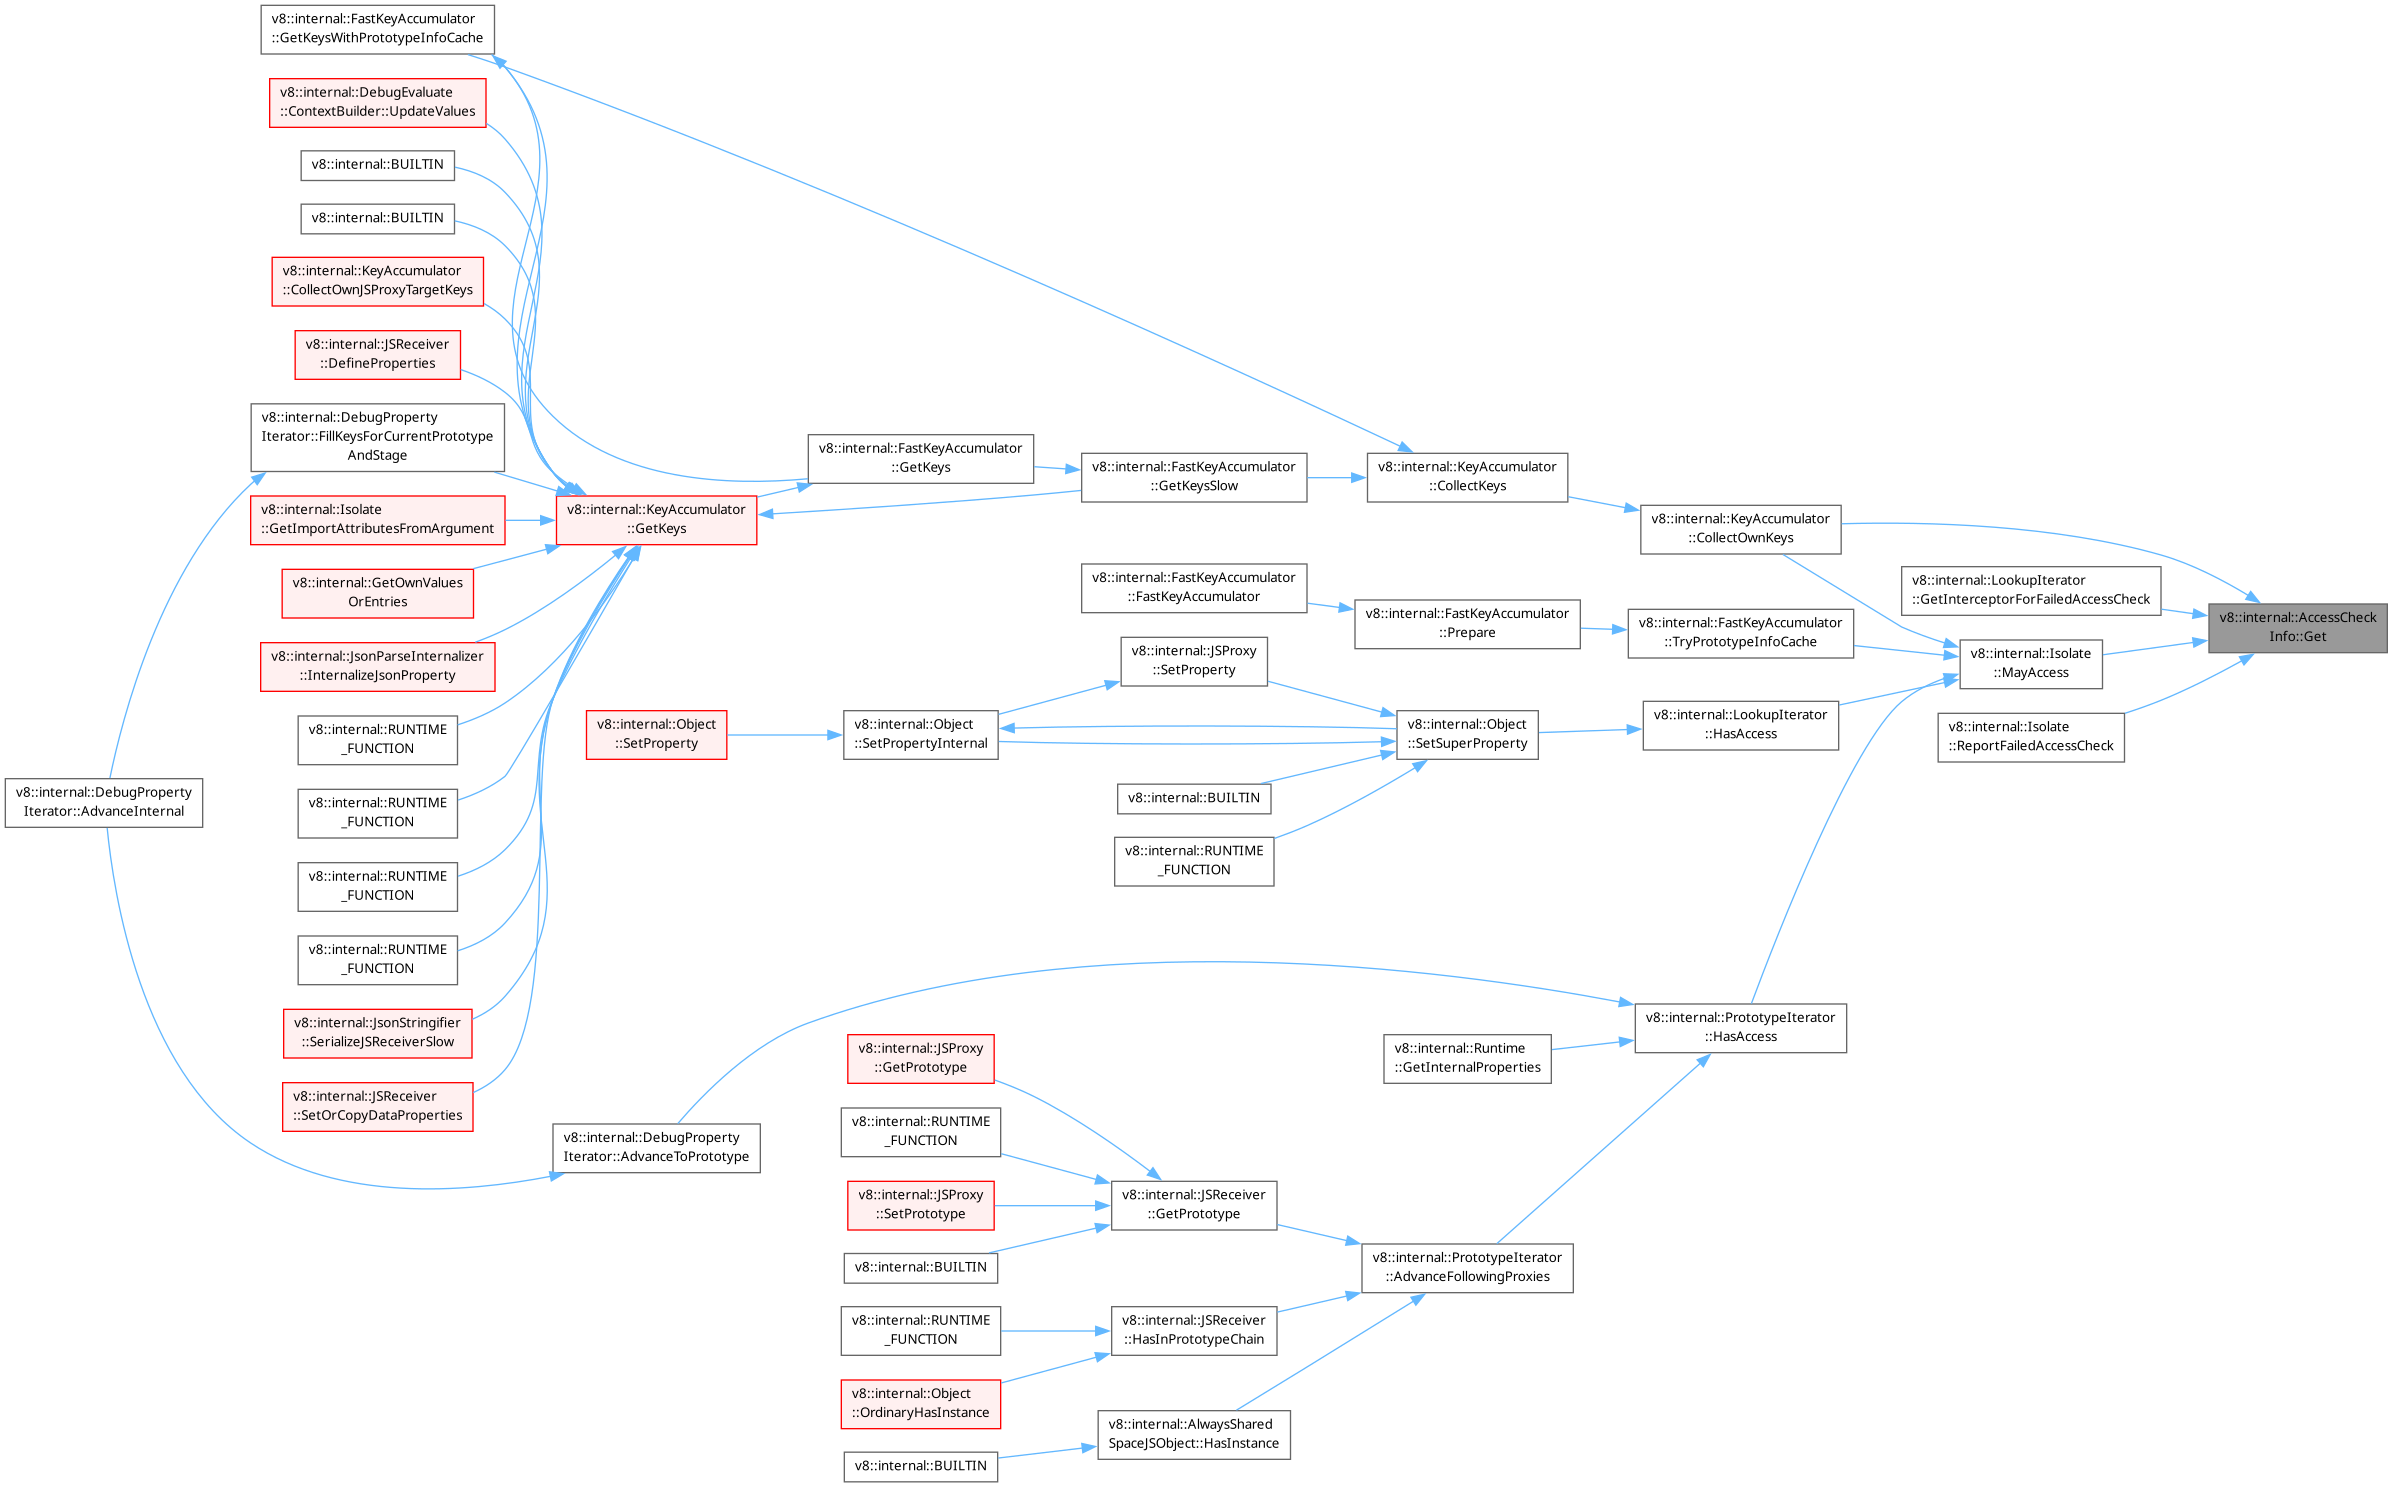 v8::internal::FastKeyAccumulator
::GetKeysWithPrototypeInfoCache
v8::internal::DebugEvaluate
::ContextBuilder::UpdateValues
v8::internal::BUILTIN
v8::internal::BUILTIN
v8::internal::KeyAccumulator
::CollectOwnJSProxyTargetKeys
v8::internal::JSReceiver
::DefineProperties
v8::internal::DebugProperty
Iterator::FillKeysForCurrentPrototype
AndStage
v8::internal::Isolate
::GetImportAttributesFromArgument
v8::internal::GetOwnValues
OrEntries
v8::internal::JsonParseInternalizer
::InternalizeJsonProperty
v8::internal::RUNTIME
_FUNCTION
v8::internal::RUNTIME
_FUNCTION
v8::internal::RUNTIME
_FUNCTION
v8::internal::RUNTIME
_FUNCTION
v8::internal::JsonStringifier
::SerializeJSReceiverSlow
v8::internal::JSReceiver
::SetOrCopyDataProperties
v8::internal::DebugProperty
Iterator::AdvanceInternal
v8::internal::KeyAccumulator
::GetKeys
v8::internal::Object
::SetProperty
v8::internal::DebugProperty
Iterator::AdvanceToPrototype
v8::internal::FastKeyAccumulator
::GetKeys
v8::internal::Object
::SetPropertyInternal
v8::internal::JSProxy
::GetPrototype
v8::internal::RUNTIME
_FUNCTION
v8::internal::JSProxy
::SetPrototype
v8::internal::BUILTIN
v8::internal::RUNTIME
_FUNCTION
v8::internal::Object
::OrdinaryHasInstance
v8::internal::BUILTIN
v8::internal::FastKeyAccumulator
::GetKeysSlow
v8::internal::FastKeyAccumulator
::FastKeyAccumulator
v8::internal::JSProxy
::SetProperty
v8::internal::BUILTIN
v8::internal::RUNTIME
_FUNCTION
v8::internal::JSReceiver
::GetPrototype
v8::internal::JSReceiver
::HasInPrototypeChain
v8::internal::AlwaysShared
SpaceJSObject::HasInstance
v8::internal::KeyAccumulator
::CollectKeys
v8::internal::FastKeyAccumulator
::Prepare
v8::internal::Object
::SetSuperProperty
v8::internal::Runtime
::GetInternalProperties
v8::internal::PrototypeIterator
::AdvanceFollowingProxies
v8::internal::KeyAccumulator
::CollectOwnKeys
v8::internal::FastKeyAccumulator
::TryPrototypeInfoCache
v8::internal::LookupIterator
::HasAccess
v8::internal::PrototypeIterator
::HasAccess
v8::internal::LookupIterator
::GetInterceptorForFailedAccessCheck
v8::internal::Isolate
::MayAccess
v8::internal::Isolate
::ReportFailedAccessCheck
v8::internal::AccessCheck
Info::Get